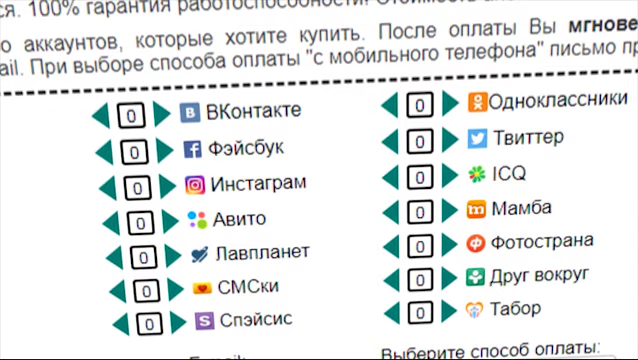 ся. 100% гарантия работоспособности!
о аккаунтов, которые хотите купить. После оплаты Вы мгнове
ail. При выборе способа оплаты "с мобильного телефона" письмо пр
0 ВКонтакте 0 Одноклассники
0 Фэйсбук 0 Твиттер
0 Инстаграм 0 ICQ
0 Авито 0 Мамба
0 Лавпланет 0 Фотострана
0 СМСки 0 Друг вокруг
0 Спэйсис 0 Табор
Выберите способ оплаты: